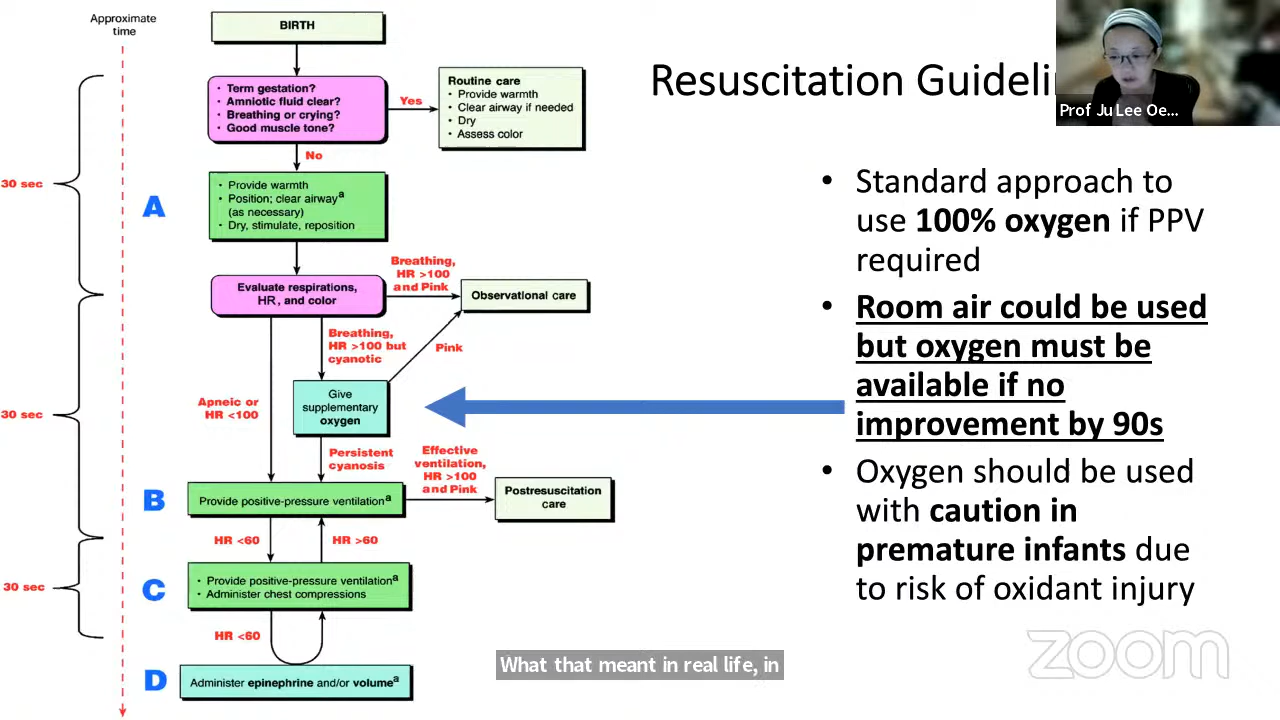 Approximate
time
BIRTH
• Term gestation?
• Amniotic fluid clear?
• Breathing or crying?
• Good muscle tone?
Yes
Routine care
• Provide warmth
• Clear airway if needed
• Dry
• Assess color
No
30 sec
A
• Provide warmth
• Position; clear airwayᵃ
(as necessary)
• Dry, stimulate, reposition
Evaluate respirations,
HR, and color
Breathing,
HR >100
and Pink
Observational care
Breathing,
HR >100 but
cyanotic
Pink
30 sec
Apneic or
HR <100
Give
supplementary
oxygen
Persistent
cyanosis
Effective
ventilation,
HR >100
and Pink
B
Provide positive-pressure ventilationᵃ
Postresuscitation
care
HR <60
HR >60
30 sec
C
• Provide positive-pressure ventilationᵃ
• Administer chest compressions
HR <60
D
Administer epinephrine and/or volumeᵃ
Resuscitation Guideli
Prof Ju Lee Oe...
• Standard approach to
use 100% oxygen if PPV
required
• Room air could be used
but oxygen must be
available if no
improvement by 90s
• Oxygen should be used
with caution in
premature infants due
to risk of oxidant injury
What that meant in real life, in
zoom